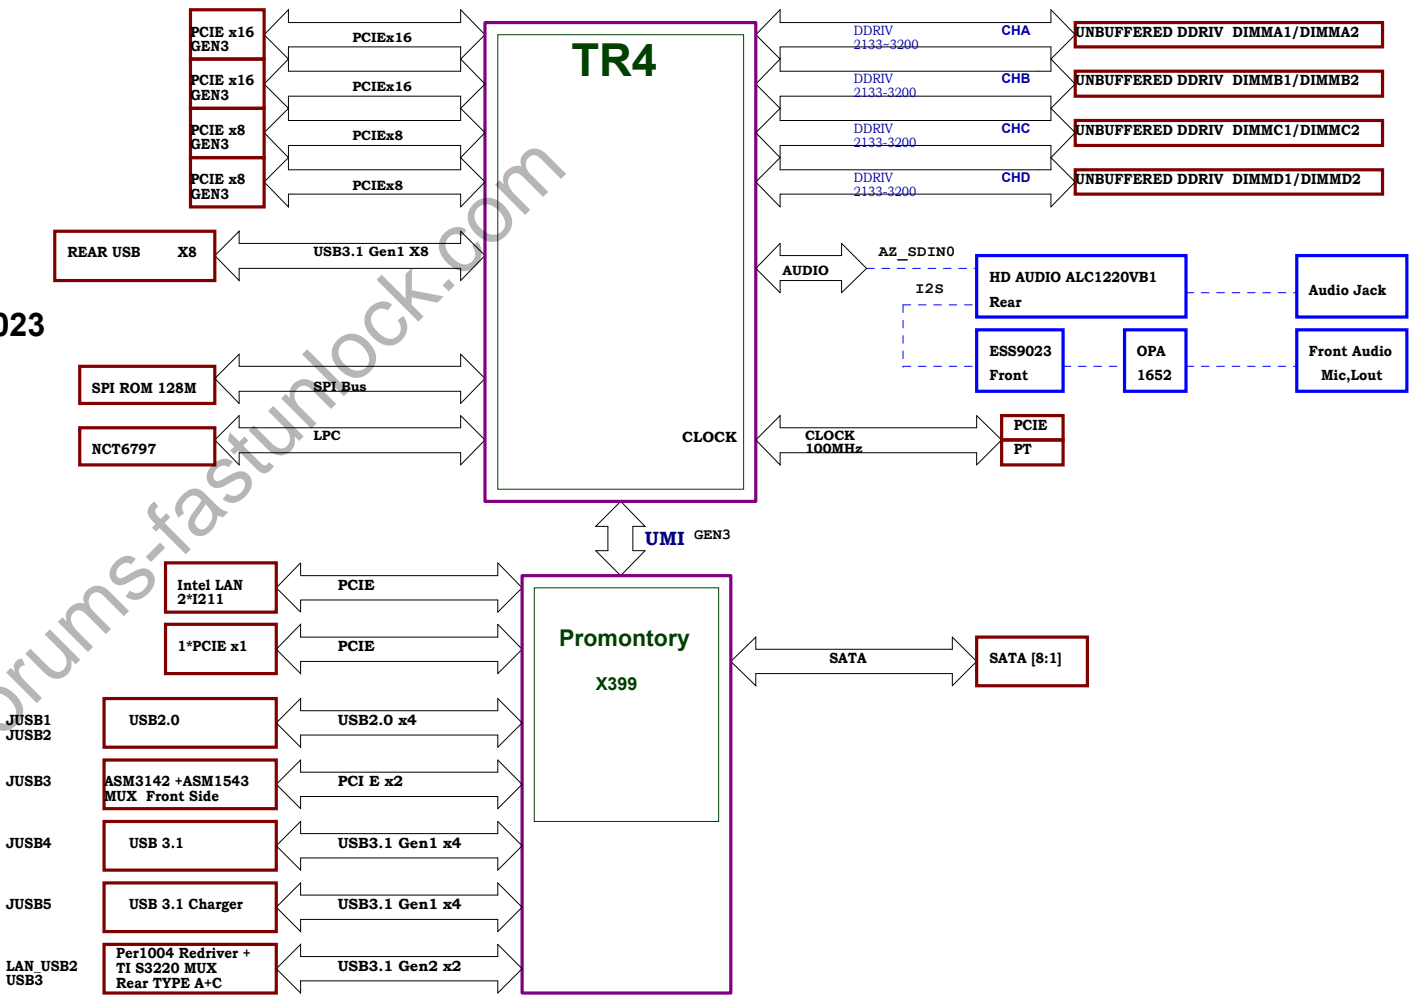 PCIE x16
GEN3
PCIEx16
PCIE x16
GEN3
PCIEx16
PCIE x8
GEN3
PCIEx8
PCIE x8
GEN3
PCIEx8
REAR USB X8
USB3.1 Gen1 X8
023
SPI ROM 128M
SPI Bus
NCT6797
LPC
TR4
CLOCK
DDRIV
2133-3200
CHA
UNBUFFERED DDRIV DIMMA1/DIMMA2
DDRIV
2133-3200
CHB
UNBUFFERED DDRIV DIMMB1/DIMMB2
DDRIV
2133-3200
CHC
UNBUFFERED DDRIV DIMMC1/DIMMC2
DDRIV
2133-3200
CHD
UNBUFFERED DDRIV DIMMD1/DIMMD2
AUDIO
AZ_SDIN0
I2S
HD AUDIO ALC1220VB1
Rear
Audio Jack
ESS9023
Front
OPA
1652
Front Audio
Mic,Lout
CLOCK
100MHz
PCIE
PT
UMI GEN3
Intel LAN
2*I211
PCIE
1*PCIE x1
PCIE
Promontory
X399
SATA
SATA [8:1]
JUSB1
JUSB2
USB2.0
USB2.0 x4
JUSB3
ASM3142 +ASM1543
MUX Front Side
PCI E x2
JUSB4
USB 3.1
USB3.1 Gen1 x4
JUSB5
USB 3.1 Charger
USB3.1 Gen1 x4
LAN_USB2
USB3
Per1004 Redriver +
TI S3220 MUX
Rear TYPE A+C
USB3.1 Gen2 x2
orums-fastunlock.com